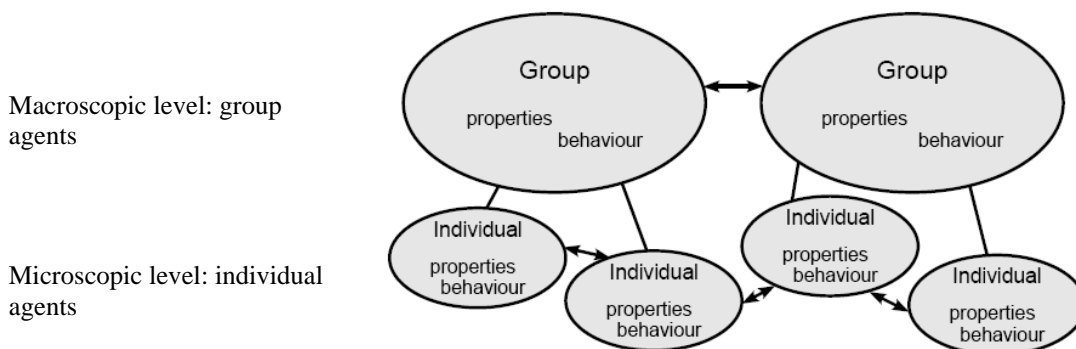 Macroscopic level: group
agents
Group
properties
behaviour
Group
properties
behaviour
Microscopic level: individual
agents
Individual
properties
behaviour
Individual
properties
behaviour
Individual
properties
behaviour
Individual
properties
behaviour